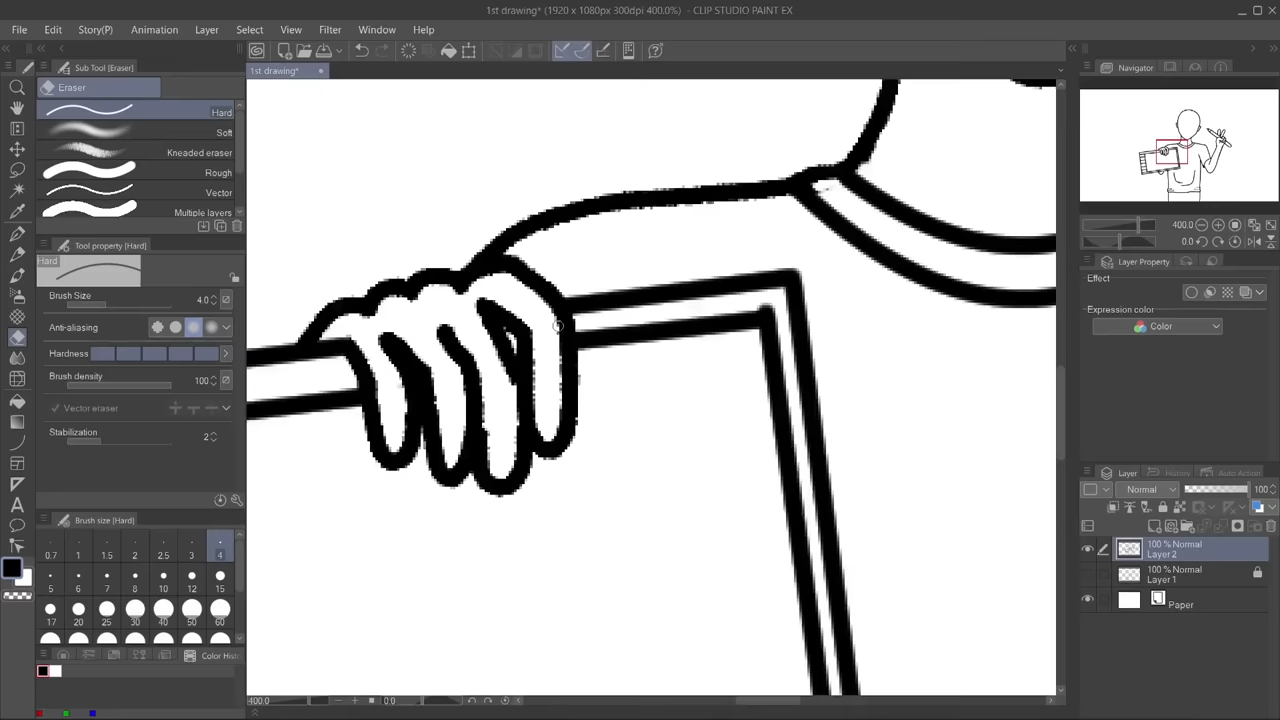 1st drawing* (1920 x 1080px 300dpi 400.0%) - CLIP STUDIO PAINT EX
File Edit Story(P) Animation Layer Select View Filter Window Help
1st drawing*
Sub Tool [Eraser]
Eraser
Hard
Soft
Kneaded eraser
Rough
Vector
Multiple layers
Tool property [Hard]
Hard
Brush Size 4.0
Anti-aliasing
Hardness
Brush density 100
Vector eraser
Stabilization 2
Brush size [Hard]
0.7 1 1.5 2 2.5 3 4
5 6 7 8 10 12 15
17 20 25 30 40 50 60
Color His
400.0 0.0
Navigator
400.0
0.0
Layer Property
Effect
Expression color
Color
Layer History Auto Action
Normal 100
100 % Normal
Layer 2
100 % Normal
Layer 1
Paper